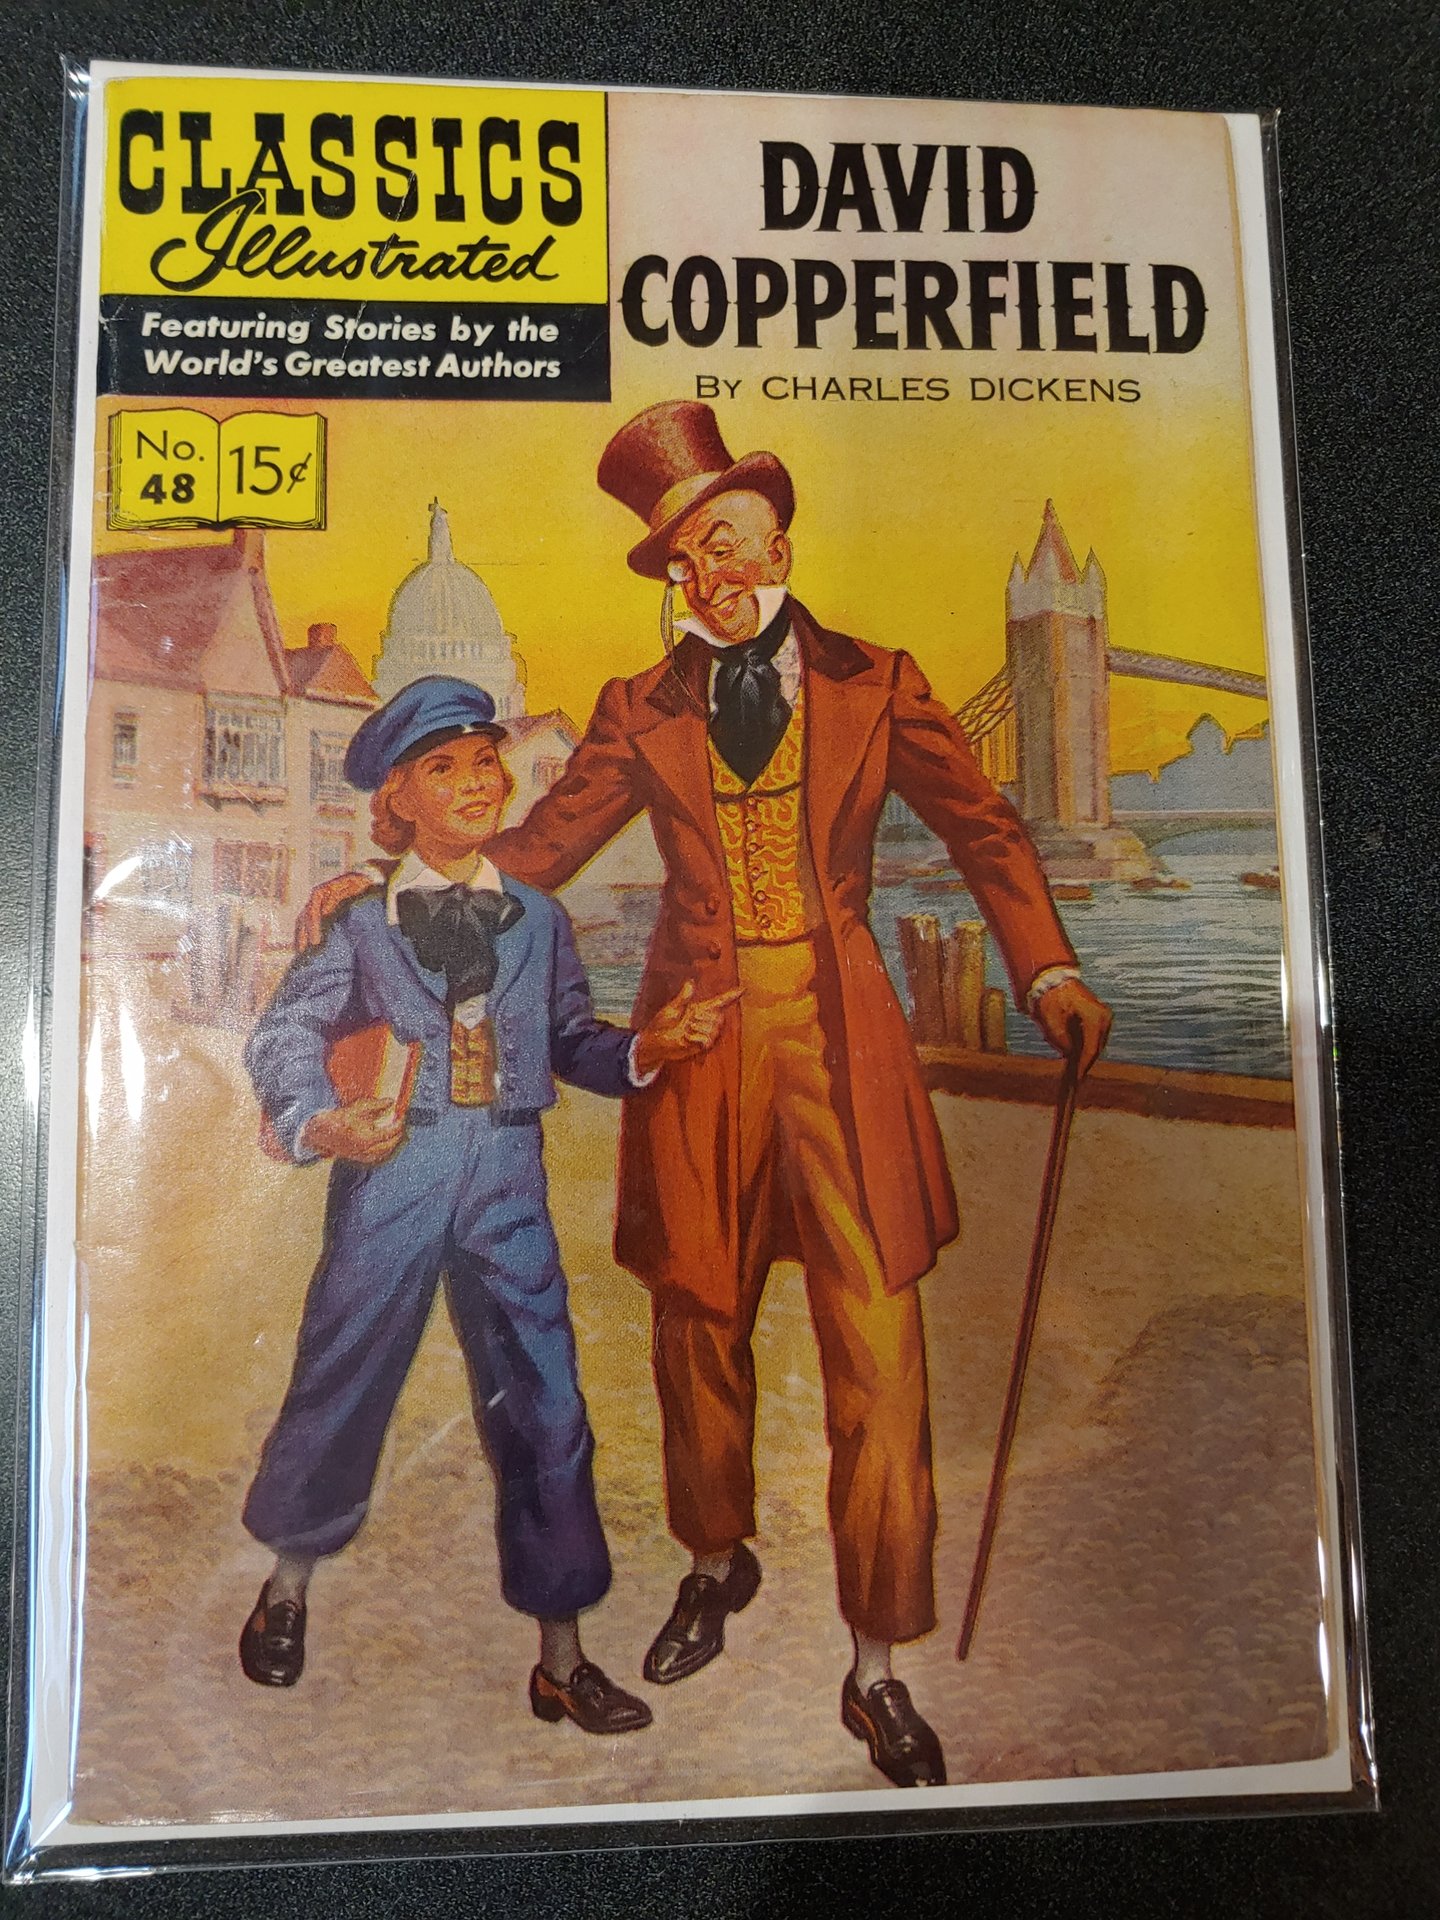 CLASSICS
Illustrated
Featuring Stories by the
World's Greatest Authors
No.
48
15¢
DAVID
COPPERFIELD
BY CHARLES DICKENS